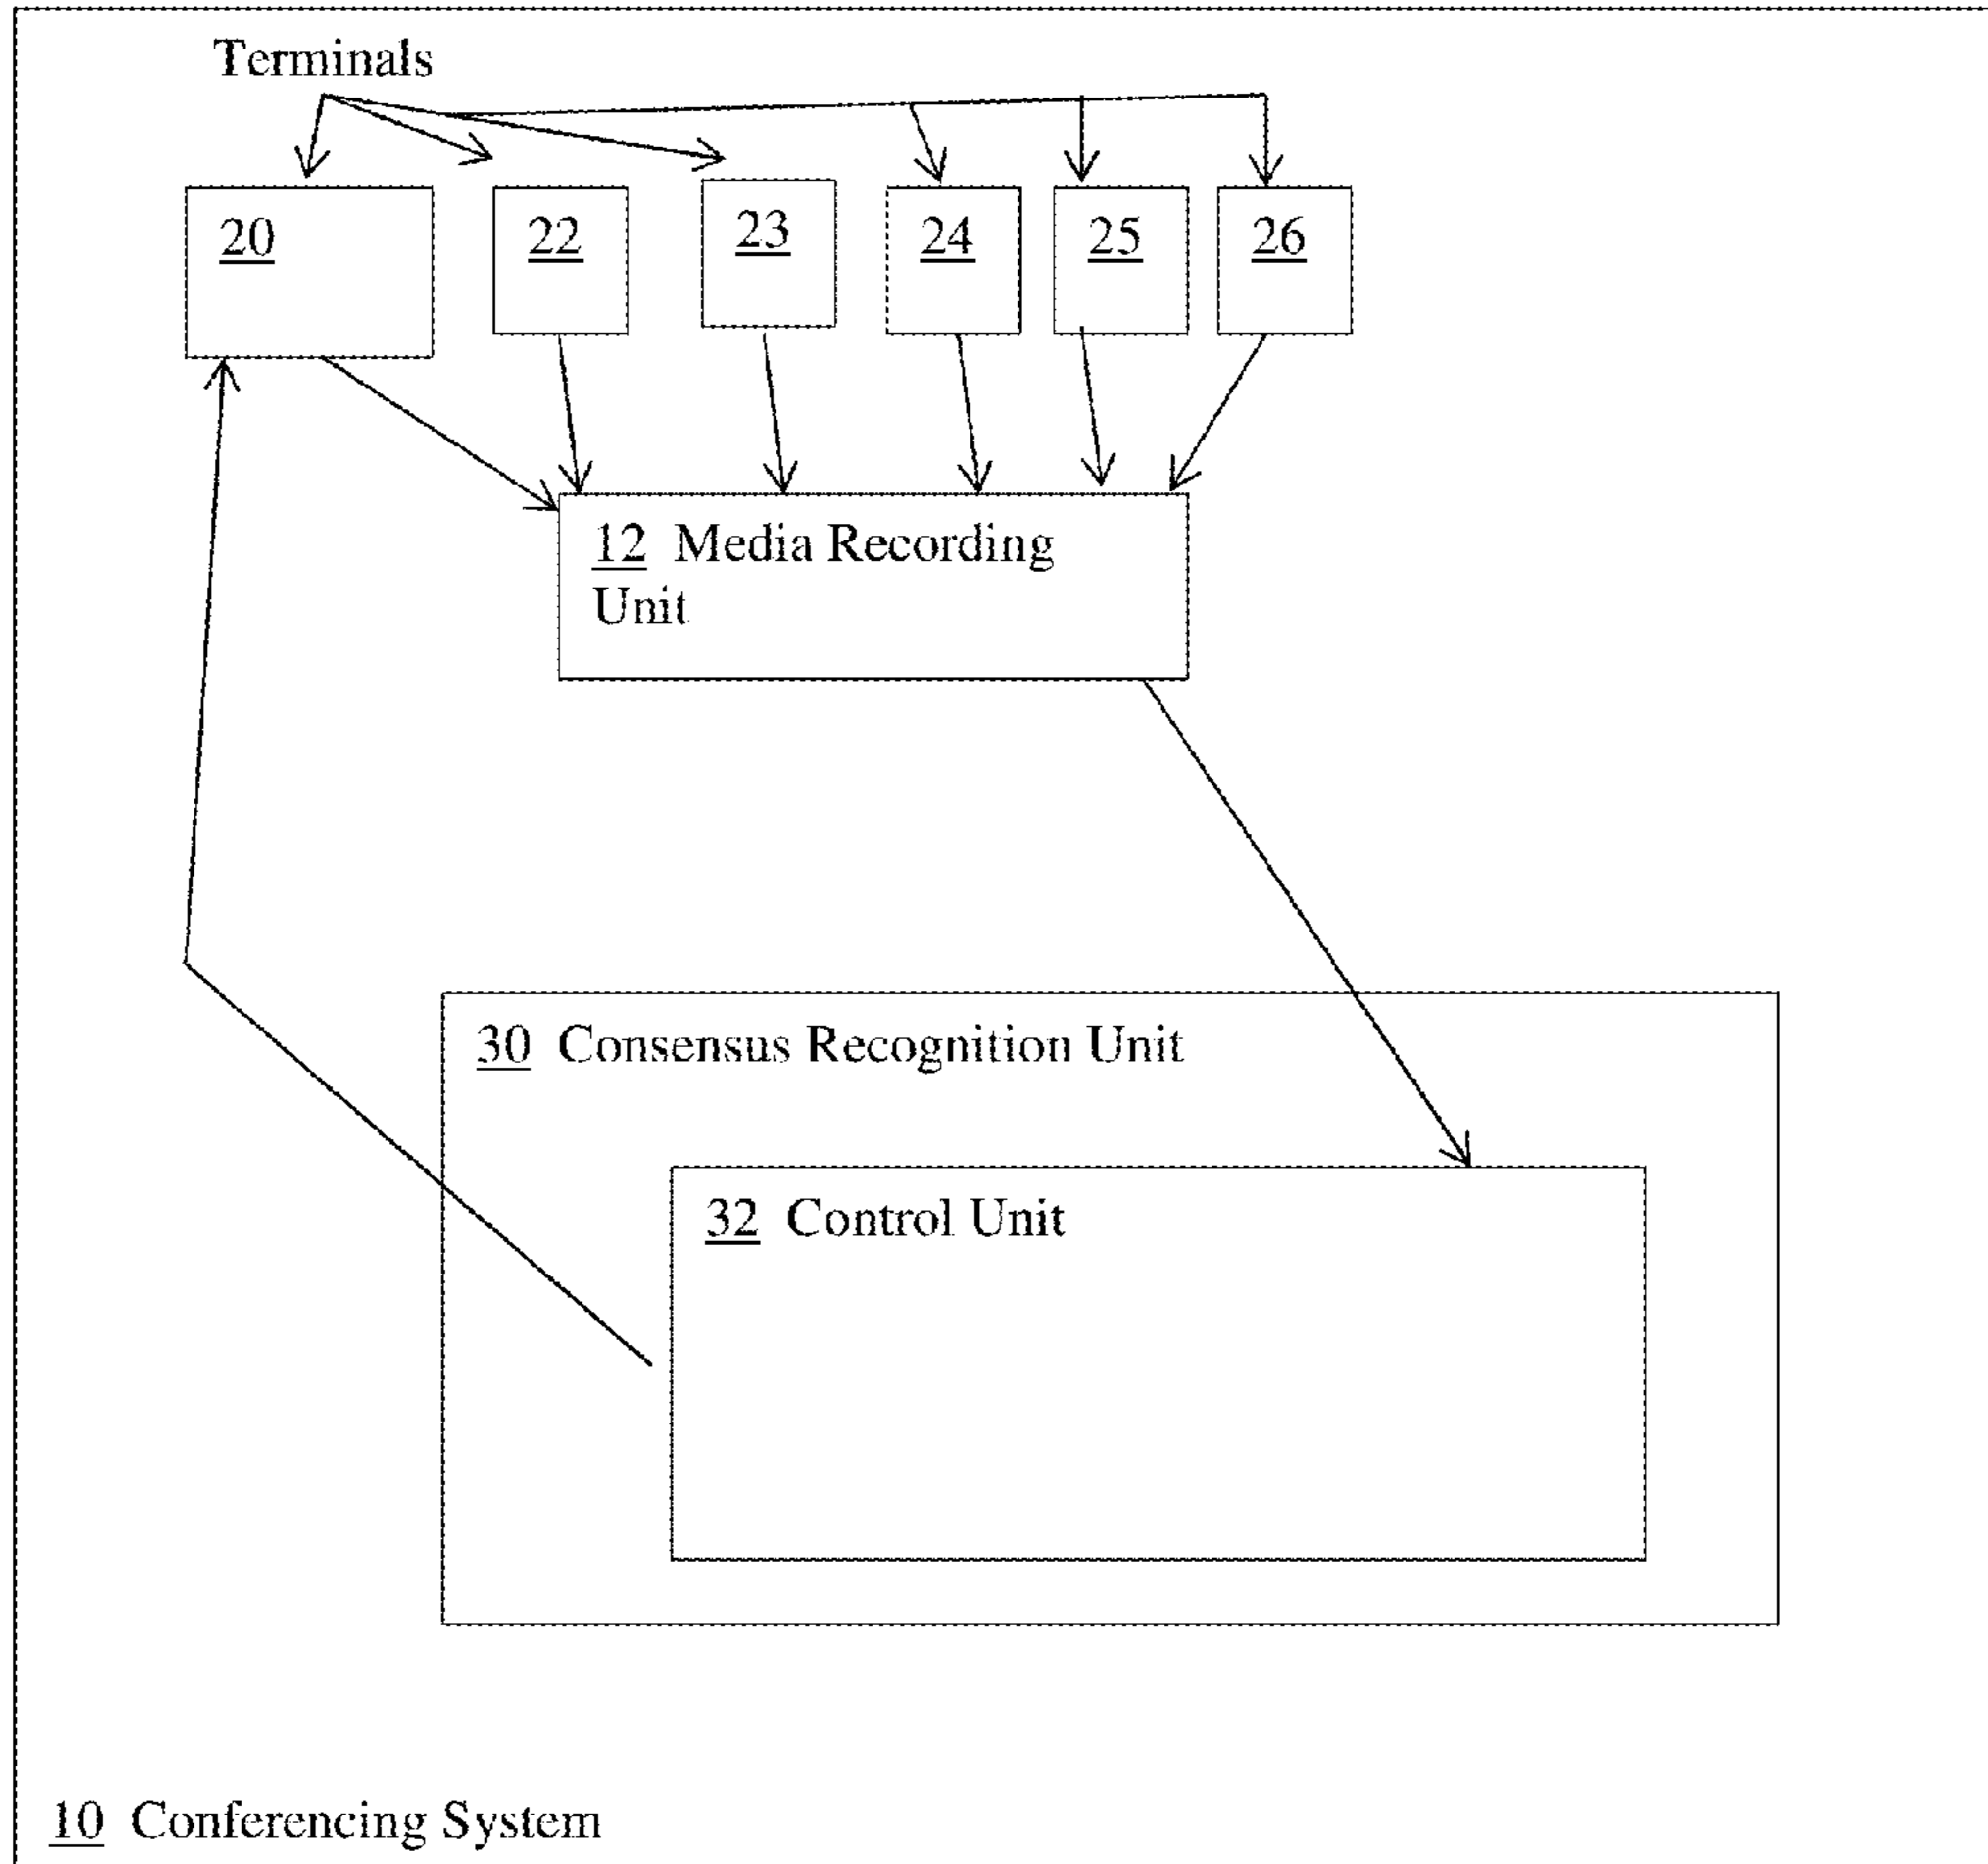 Terminals
20 22 23 24 25 26
12 Media Recording
Unit
30 Consensus Recognition Unit
32 Control Unit
10 Conferencing System